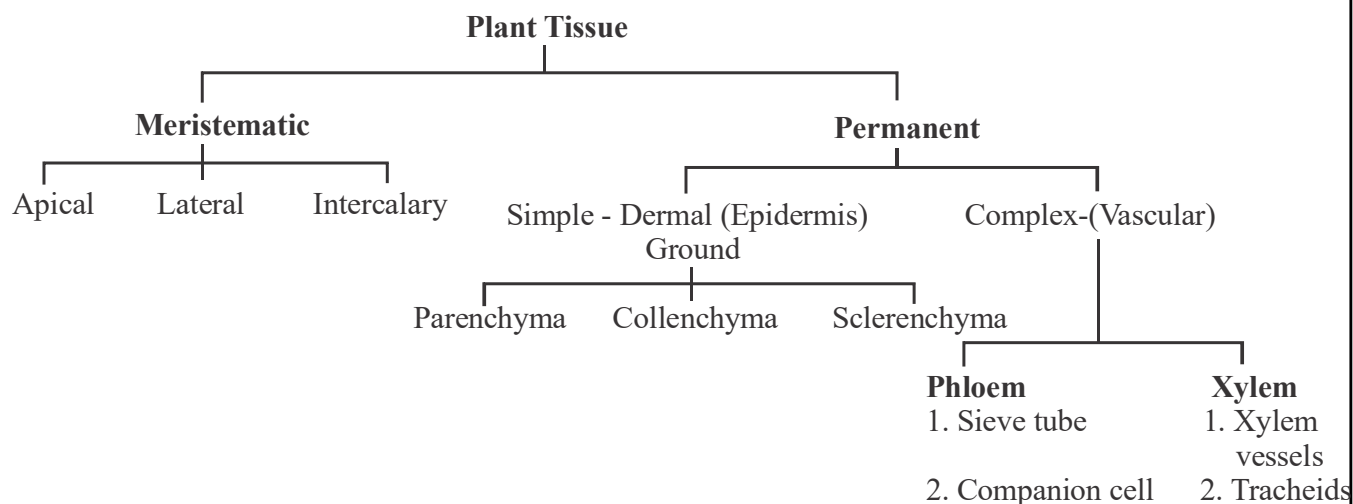 Plant Tissue
Meristematic
Permanent
Apical Lateral Intercalary
Simple - Dermal (Epidermis)
Ground
Complex-(Vascular)
Parenchyma Collenchyma Sclerenchyma
Phloem
1. Sieve tube
2. Companion cell
Xylem
1. Xylem
vessels
2. Tracheids